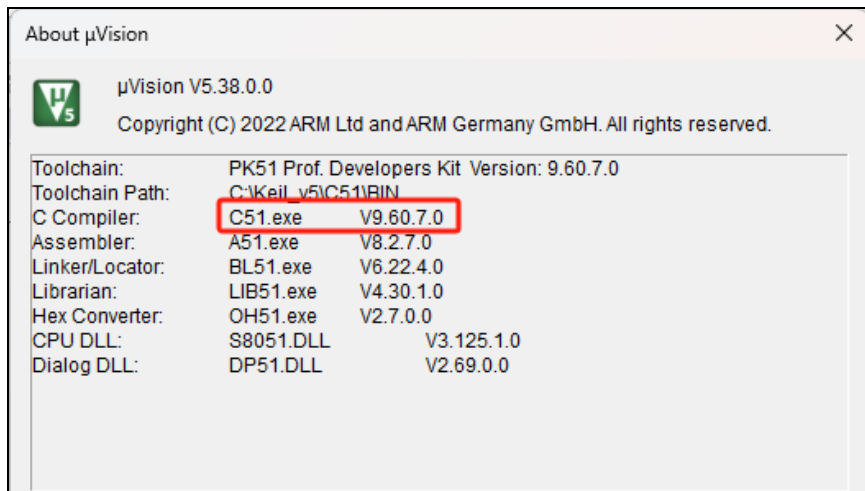 About µVision
µVision V5.38.0.0
Copyright (C) 2022 ARM Ltd and ARM Germany GmbH. All rights reserved.
Toolchain: PK51 Prof. Developers Kit Version: 9.60.7.0
Toolchain Path: C:\Keil_v5\C51\BIN
C Compiler: C51.exe V9.60.7.0
Assembler: A51.exe V8.2.7.0
Linker/Locator: BL51.exe V6.22.4.0
Librarian: LIB51.exe V4.30.1.0
Hex Converter: OH51.exe V2.7.0.0
CPU DLL: S8051.DLL V3.125.1.0
Dialog DLL: DP51.DLL V2.69.0.0